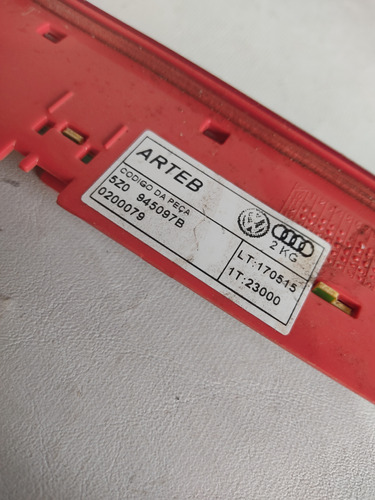 ARTEB
CODIGO DA PEÇA
5Z0 945097B
0200079
2 KG
LT:170515
1T:23000